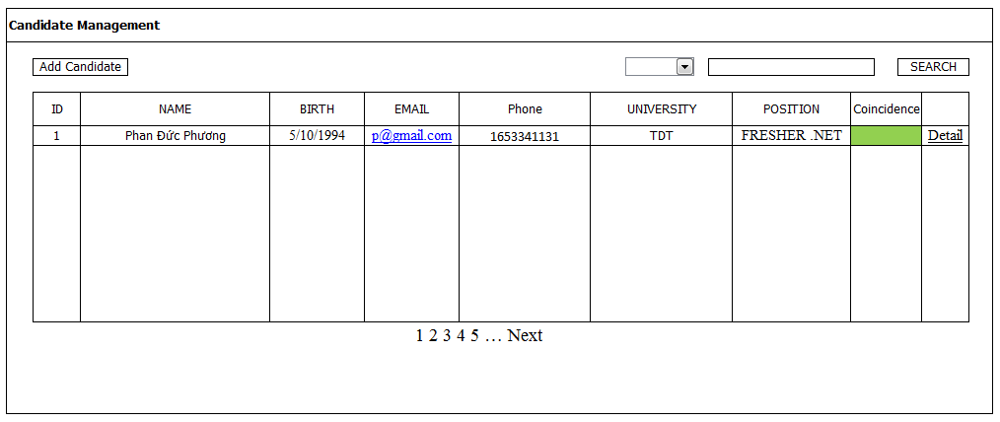 Candidate Management
Add Candidate SEARCH
ID NAME BIRTH EMAIL Phone UNIVERSITY POSITION Coincidence
1 Phan Đức Phương 5/10/1994 p@gmail.com 1653341131 TDT FRESHER .NET Detail
1 2 3 4 5 … Next